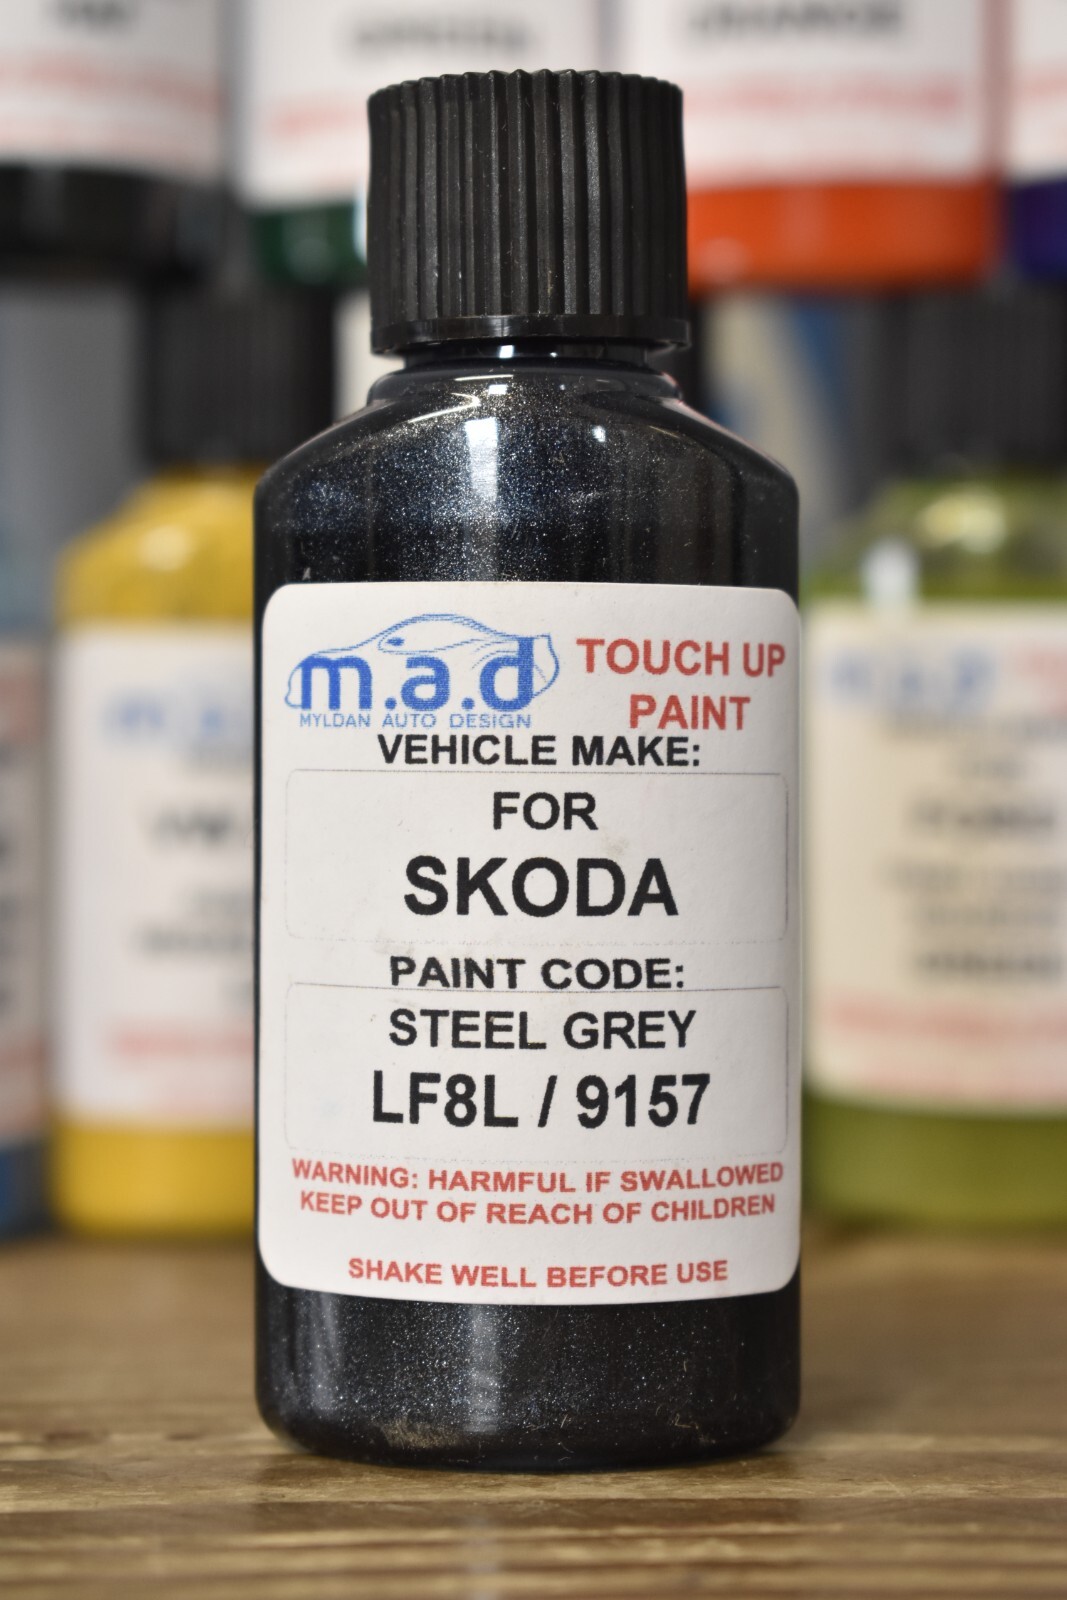 ORANGE
m.a.d
MYLDAN AUTO DESIGN
TOUCH UP
PAINT
VEHICLE MAKE:
FOR
SKODA
PAINT CODE:
STEEL GREY
LF8L / 9157
WARNING: HARMFUL IF SWALLOWED
KEEP OUT OF REACH OF CHILDREN
SHAKE WELL BEFORE USE